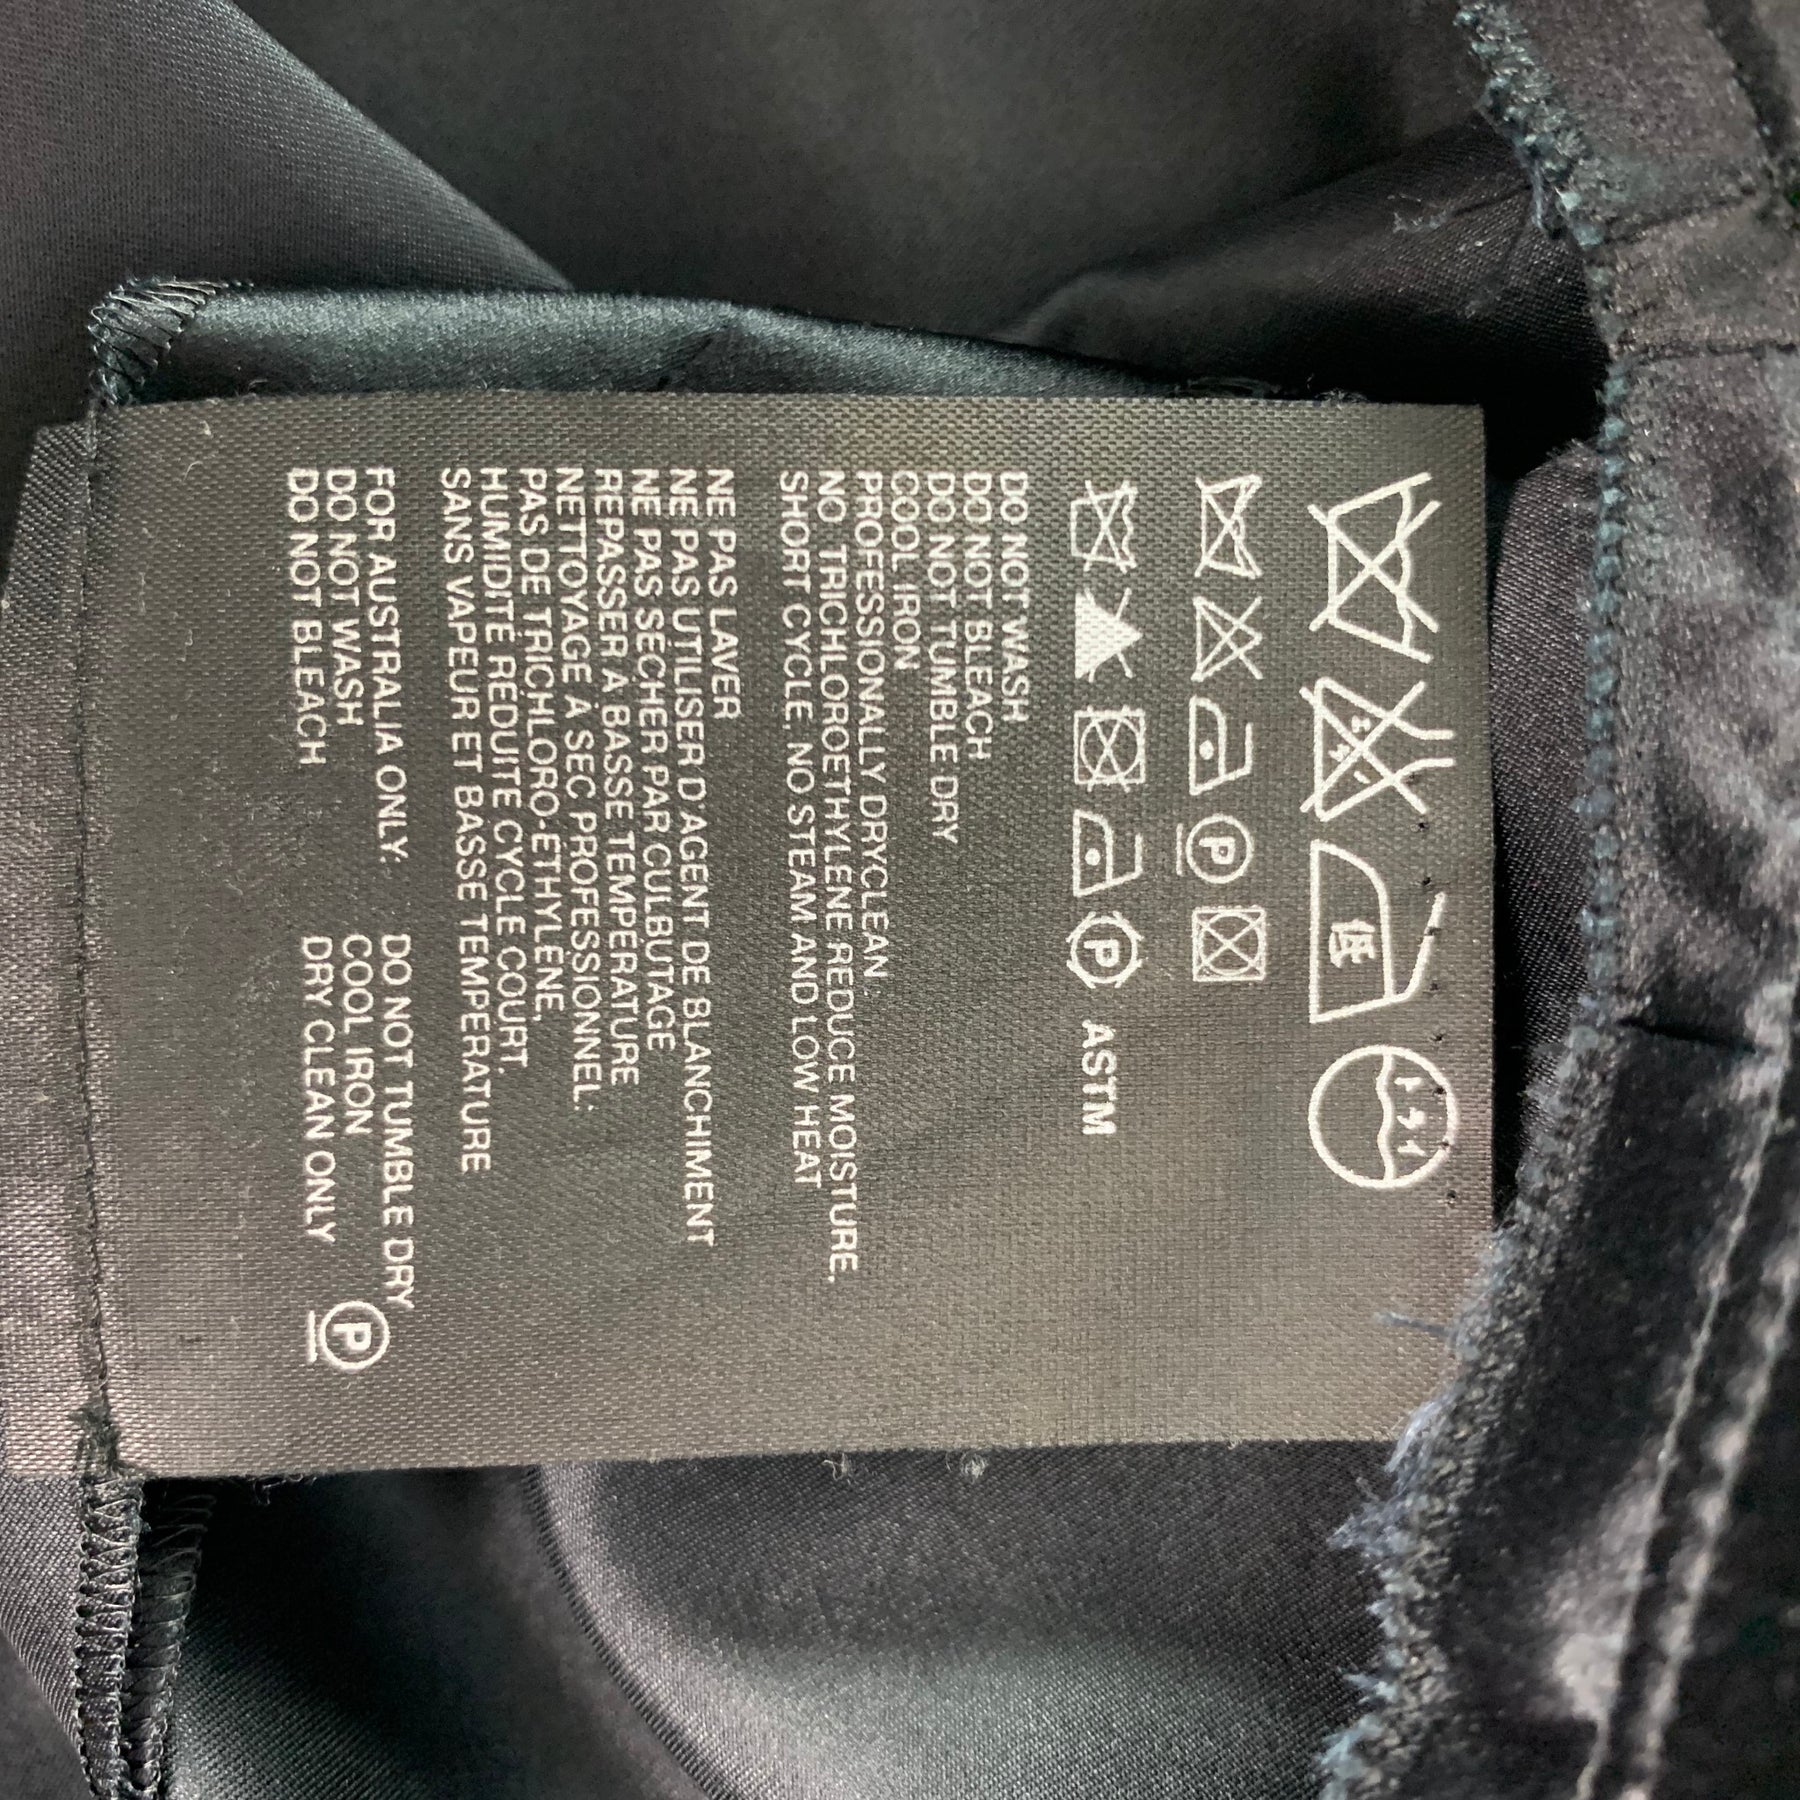 低
ドライ
P
P
ASTM
DO NOT WASH
DO NOT BLEACH
DO NOT TUMBLE DRY
COOL IRON
PROFESSIONALLY DRYCLEAN:
NO TRICHLOROETHYLENE REDUCE MOISTURE,
SHORT CYCLE, NO STEAM AND LOW HEAT
NE PAS LAVER
NE PAS UTILISER D'AGENT DE BLANCHIMENT
NE PAS SÉCHER PAR CULBUTAGE
REPASSER À BASSE TEMPÉRATURE
NETTOYAGE À SEC PROFESSIONNEL:
PAS DE TRICHLORO-ÉTHYLÈNE,
HUMIDITÉ RÉDUITE CYCLE COURT,
SANS VAPEUR ET BASSE TEMPÉRATURE
FOR AUSTRALIA ONLY:
DO NOT WASH
DO NOT BLEACH
DO NOT TUMBLE DRY
COOL IRON
DRY CLEAN ONLY
P